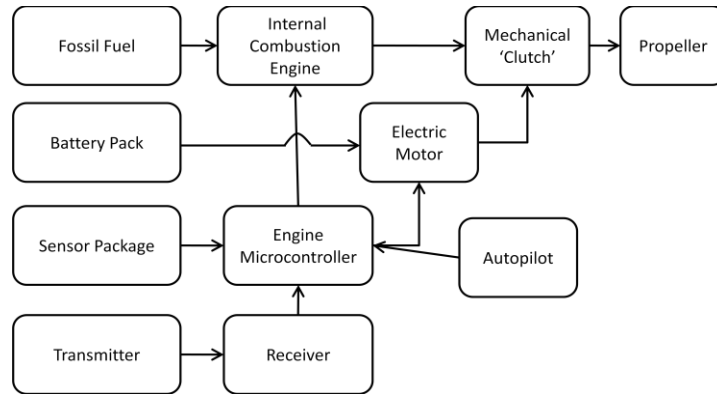 Fossil Fuel
Internal
Combustion
Engine
Mechanical
‘Clutch’
Propeller
Battery Pack
Electric
Motor
Sensor Package
Engine
Microcontroller
Autopilot
Transmitter
Receiver